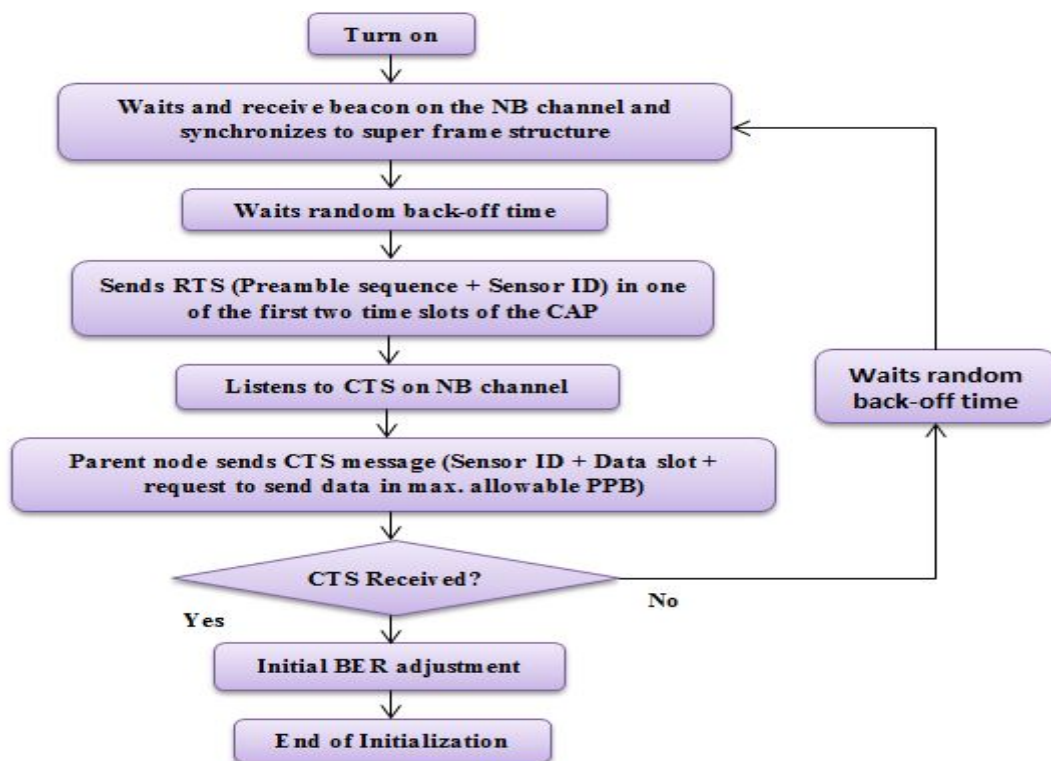 Turn on
Waits and receive beacon on the NB channel and
synchronizes to super frame structure
Waits random back-off time
Sends RTS (Preamble sequence + Sensor ID) in one
of the first two time slots of the CAP
Listens to CTS on NB channel
Waits random
back-off time
Parent node sends CTS message (Sensor ID + Data slot +
request to send data in max. allowable PPB)
CTS Received?
No
Yes
Initial BER adjustment
End of Initialization